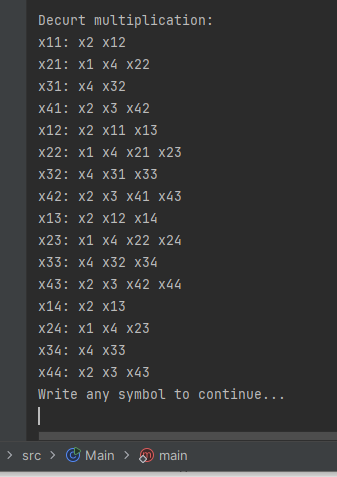 Decurt multiplication:
x11: x2 x12
x21: x1 x4 x22
x31: x4 x32
x41: x2 x3 x42
x12: x2 x11 x13
x22: x1 x4 x21 x23
x32: x4 x31 x33
x42: x2 x3 x41 x43
x13: x2 x12 x14
x23: x1 x4 x22 x24
x33: x4 x32 x34
x43: x2 x3 x42 x44
x14: x2 x13
x24: x1 x4 x23
x34: x4 x33
x44: x2 x3 x43
Write any symbol to continue...
src Main main